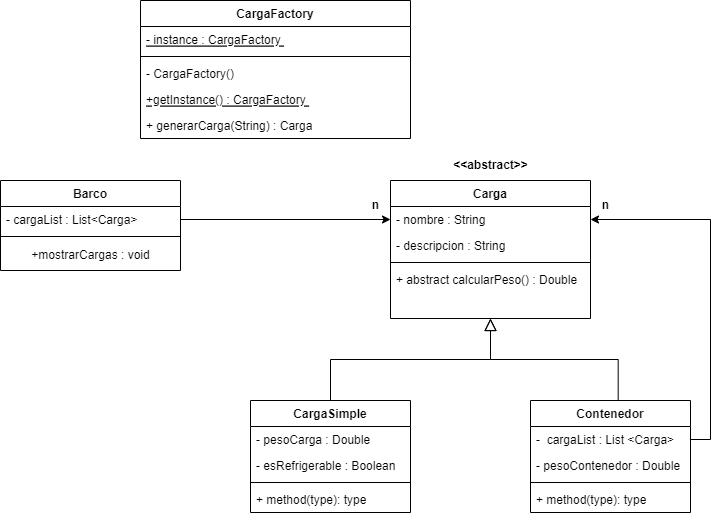 CargaFactory
- instance : CargaFactory
- CargaFactory()
+getInstance() : CargaFactory
+ generarCarga(String) : Carga
<<abstract>>
Barco
- cargaList : List<Carga>
+mostrarCargas : void
n
Carga
- nombre : String
- descripcion : String
+ abstract calcularPeso() : Double
n
CargaSimple
- pesoCarga : Double
- esRefrigerable : Boolean
+ method(type): type
Contenedor
- cargaList : List <Carga>
- pesoContenedor : Double
+ method(type): type